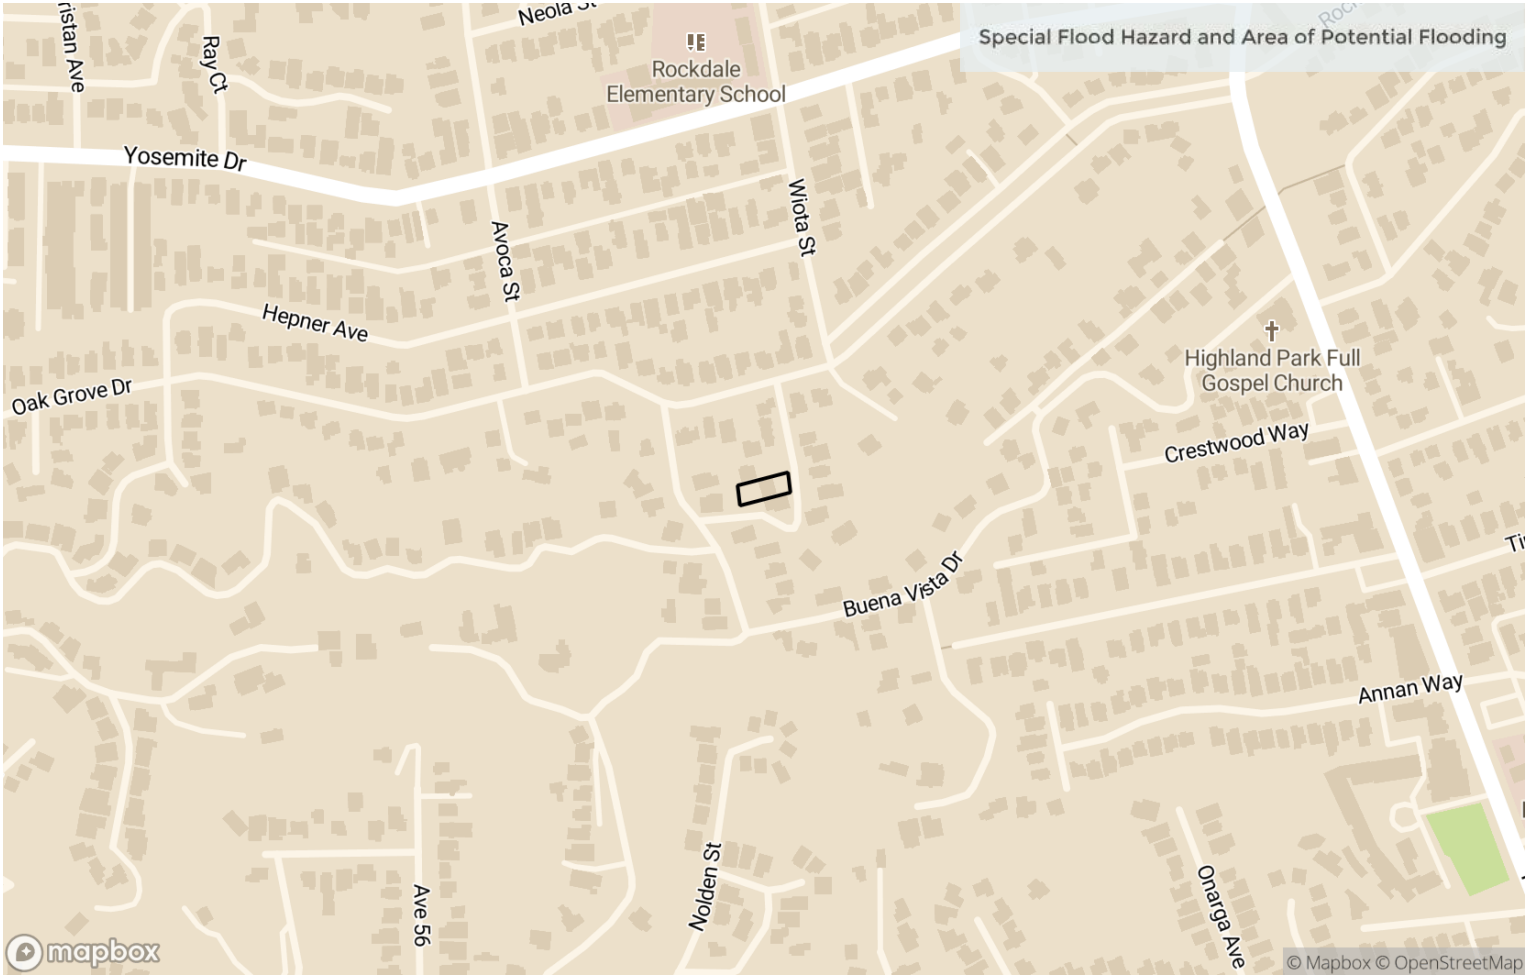 Neola St
Special Flood Hazard and Area of Potential Flooding
Ray Ct
Rockdale
Elementary School
Yosemite Dr
Wiota St
Avoca St
Hepner Ave
Highland Park Full
Gospel Church
Oak Grove Dr
Crestwood Way
Buena Vista Dr
Annan Way
Nolden St
Onarga Ave
Ave 56
mapbox
© Mapbox © OpenStreetMap